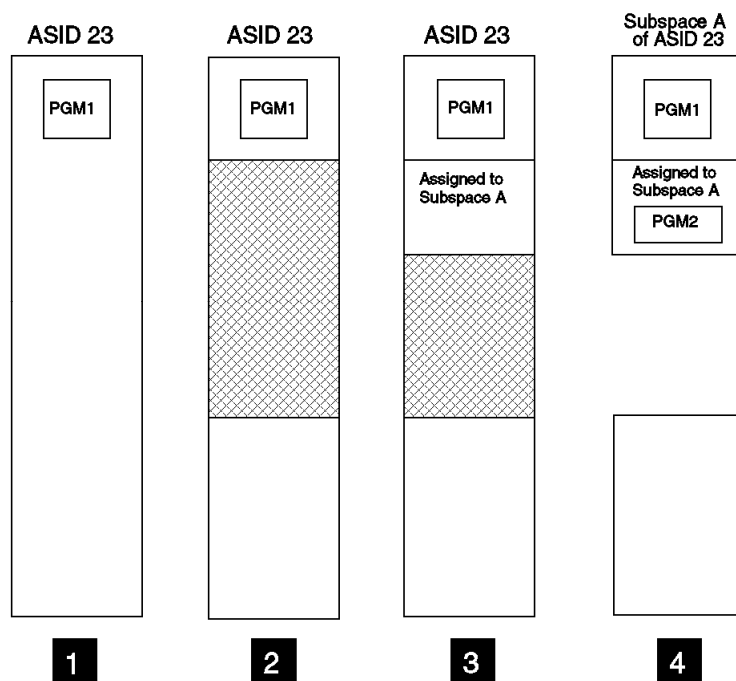 ASID 23
ASID 23
ASID 23
Subspace A
of ASID 23
PGM1
PGM1
PGM1
PGM1
Assigned to
Subspace A
Assigned to
Subspace A
PGM2
1
2
3
4